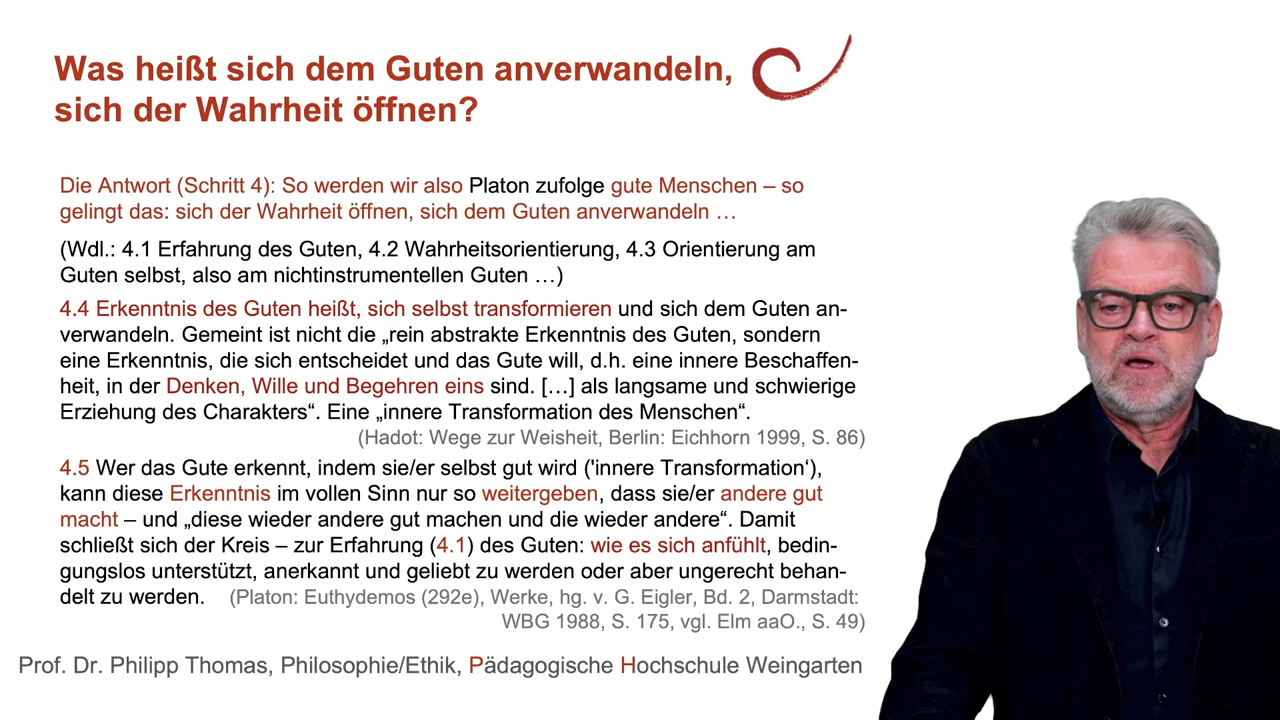 Was heißt sich dem Guten anverwandeln,
sich der Wahrheit öffnen?
Die Antwort (Schritt 4): So werden wir also Platon zufolge gute Menschen – so
gelingt das: sich der Wahrheit öffnen, sich dem Guten anverwandeln …
(Wdl.: 4.1 Erfahrung des Guten, 4.2 Wahrheitsorientierung, 4.3 Orientierung am
Guten selbst, also am nichtinstrumentellen Guten …)
4.4 Erkenntnis des Guten heißt, sich selbst transformieren und sich dem Guten an-
verwandeln. Gemeint ist nicht die „rein abstrakte Erkenntnis des Guten, sondern
eine Erkenntnis, die sich entscheidet und das Gute will, d.h. eine innere Beschaffen-
heit, in der Denken, Wille und Begehren eins sind. […] als langsame und schwierige
Erziehung des Charakters“. Eine „innere Transformation des Menschen“.
(Hadot: Wege zur Weisheit, Berlin: Eichhorn 1999, S. 86)
4.5 Wer das Gute erkennt, indem sie/er selbst gut wird ('innere Transformation‘),
kann diese Erkenntnis im vollen Sinn nur so weitergeben, dass sie/er andere gut
macht – und „diese wieder andere gut machen und die wieder andere“. Damit
schließt sich der Kreis – zur Erfahrung (4.1) des Guten: wie es sich anfühlt, bedin-
gungslos unterstützt, anerkannt und geliebt zu werden oder aber ungerecht behan-
delt zu werden. (Platon: Euthydemos (292e), Werke, hg. v. G. Eigler, Bd. 2, Darmstadt:
WBG 1988, S. 175, vgl. Elm aaO., S. 49)
Prof. Dr. Philipp Thomas, Philosophie/Ethik, Pädagogische Hochschule Weingarten